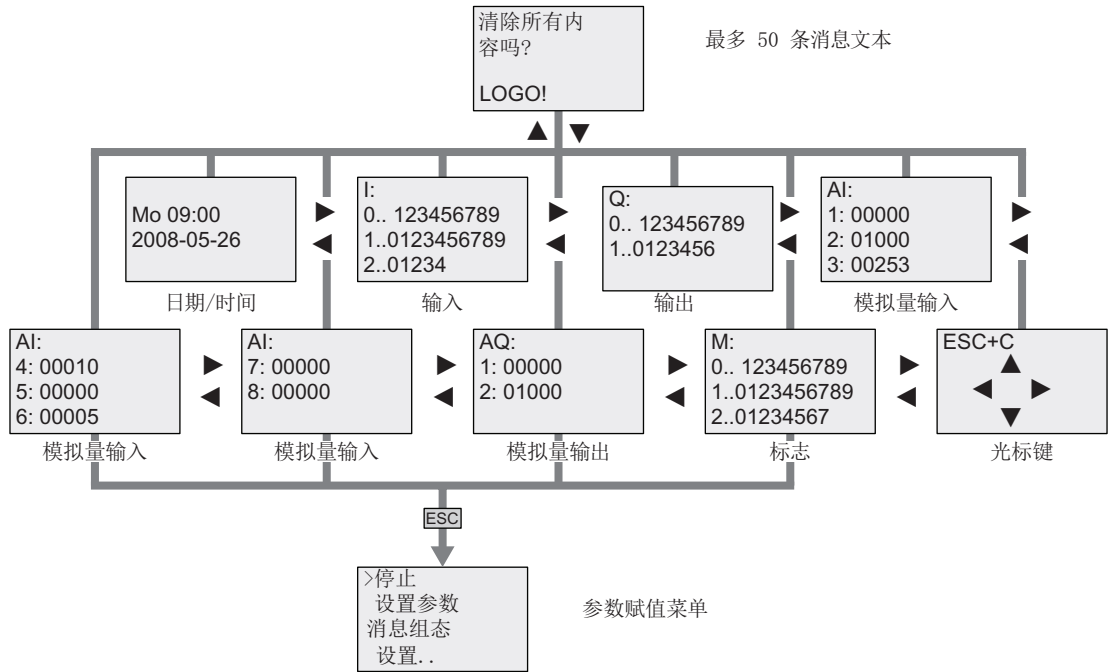 清除所有内
容吗?
LOGO!
最多 50 条消息文本
Mo 09:00
2008-05-26
日期/时间
I:
0.. 123456789
1..0123456789
2..01234
输入
Q:
0.. 123456789
1..0123456
输出
AI:
1: 00000
2: 01000
3: 00253
模拟量输入
AI:
4: 00010
5: 00000
6: 00005
模拟量输入
AI:
7: 00000
8: 00000
模拟量输入
AQ:
1: 00000
2: 01000
模拟量输出
M:
0.. 123456789
1..0123456789
2..01234567
标志
ESC+C
光标键
ESC
>停止
设置参数
消息组态
设置..
参数赋值菜单